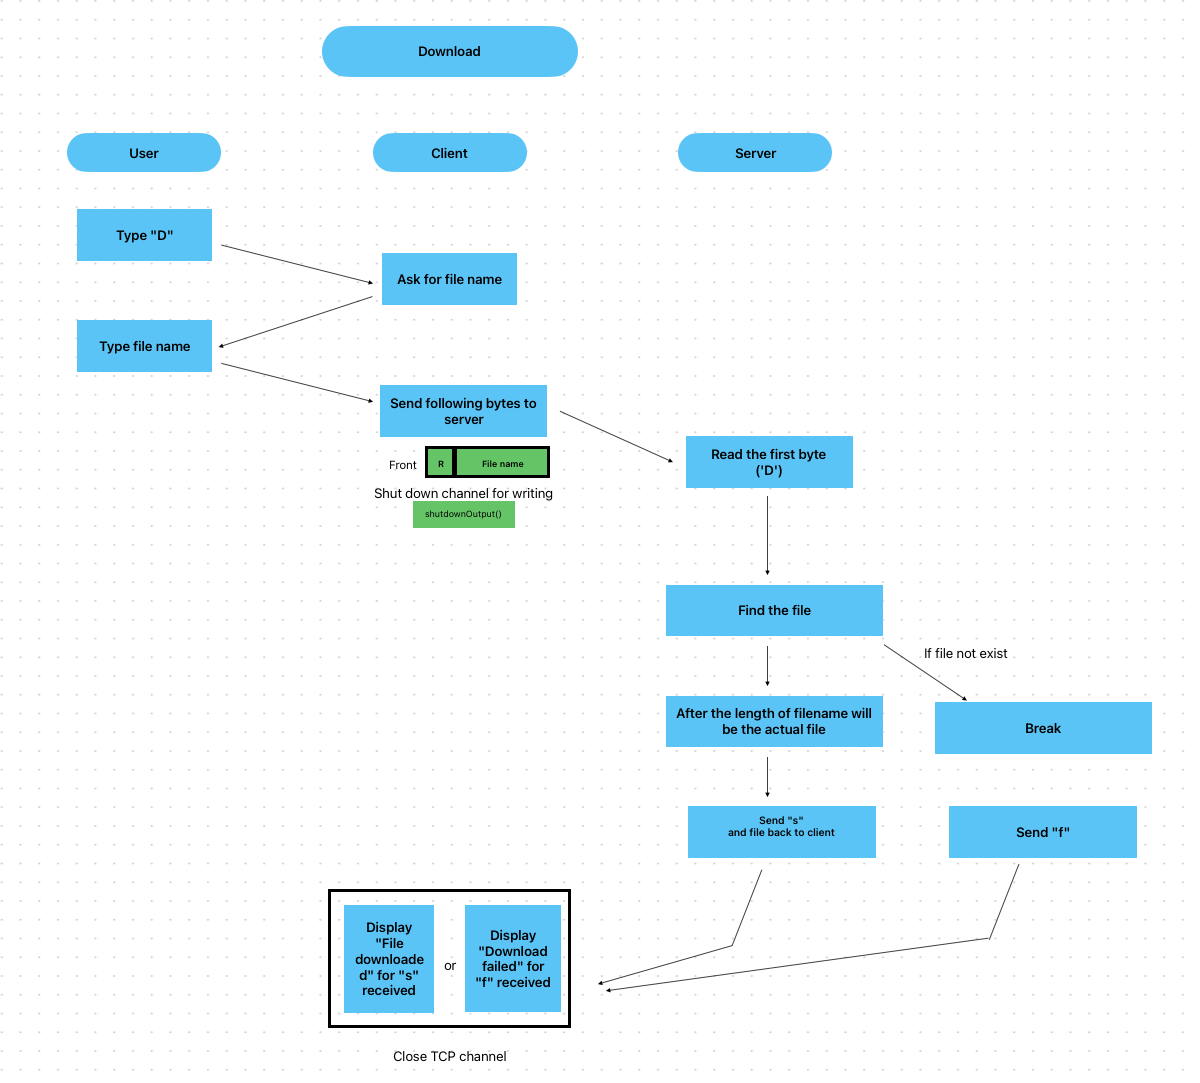 Download
User
Client
Server
Type "D"
Ask for file name
Type file name
Send following bytes to
server
Front
R
File name
Shut down channel for writing
shutdownOutput()
Read the first byte
('D')
Find the file
If file not exist
After the length of filename will
be the actual file
Break
Send "s"
and file back to client
Send "f"
Display
"File
downloade
d" for "s"
received
or
Display
"Download
failed" for
"f" received
Close TCP channel